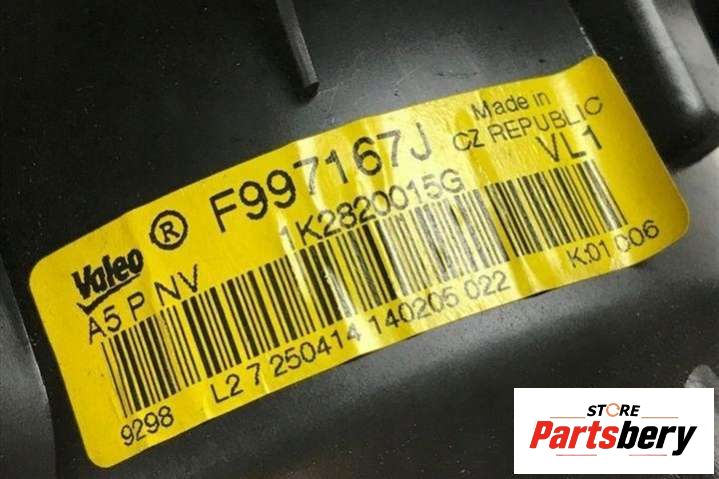 Valeo ® F997167J Made in
CZ REPUBLIC
A5 P NV 1K2820015G VL1
9298 L2 7 250414 140205 022 K.01 006
STORE
Partsbery